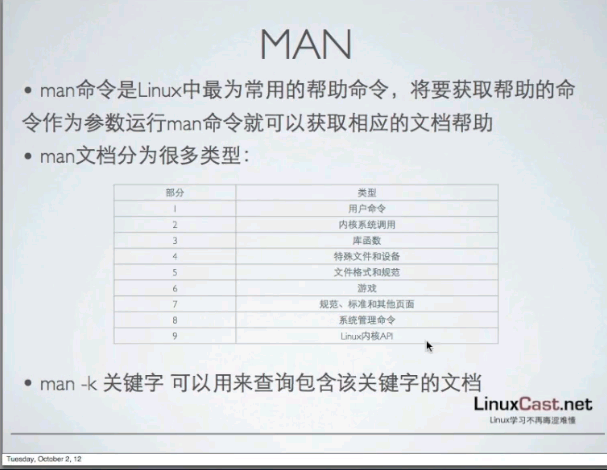 MAN
• man命令是Linux中最为常用的帮助命令，将要获取帮助的命
令作为参数运行man命令就可以获取相应的文档帮助
• man文档分为很多类型：
部分 类型
1 用户命令
2 内核系统调用
3 库函数
4 特殊文件和设备
5 文件格式和规范
6 游戏
7 规范、标准和其他页面
8 系统管理命令
9 Linux内核API
• man -k 关键字 可以用来查询包含该关键字的文档
LinuxCast.net
Linux学习不再晦涩难懂
Tuesday, October 2, 12